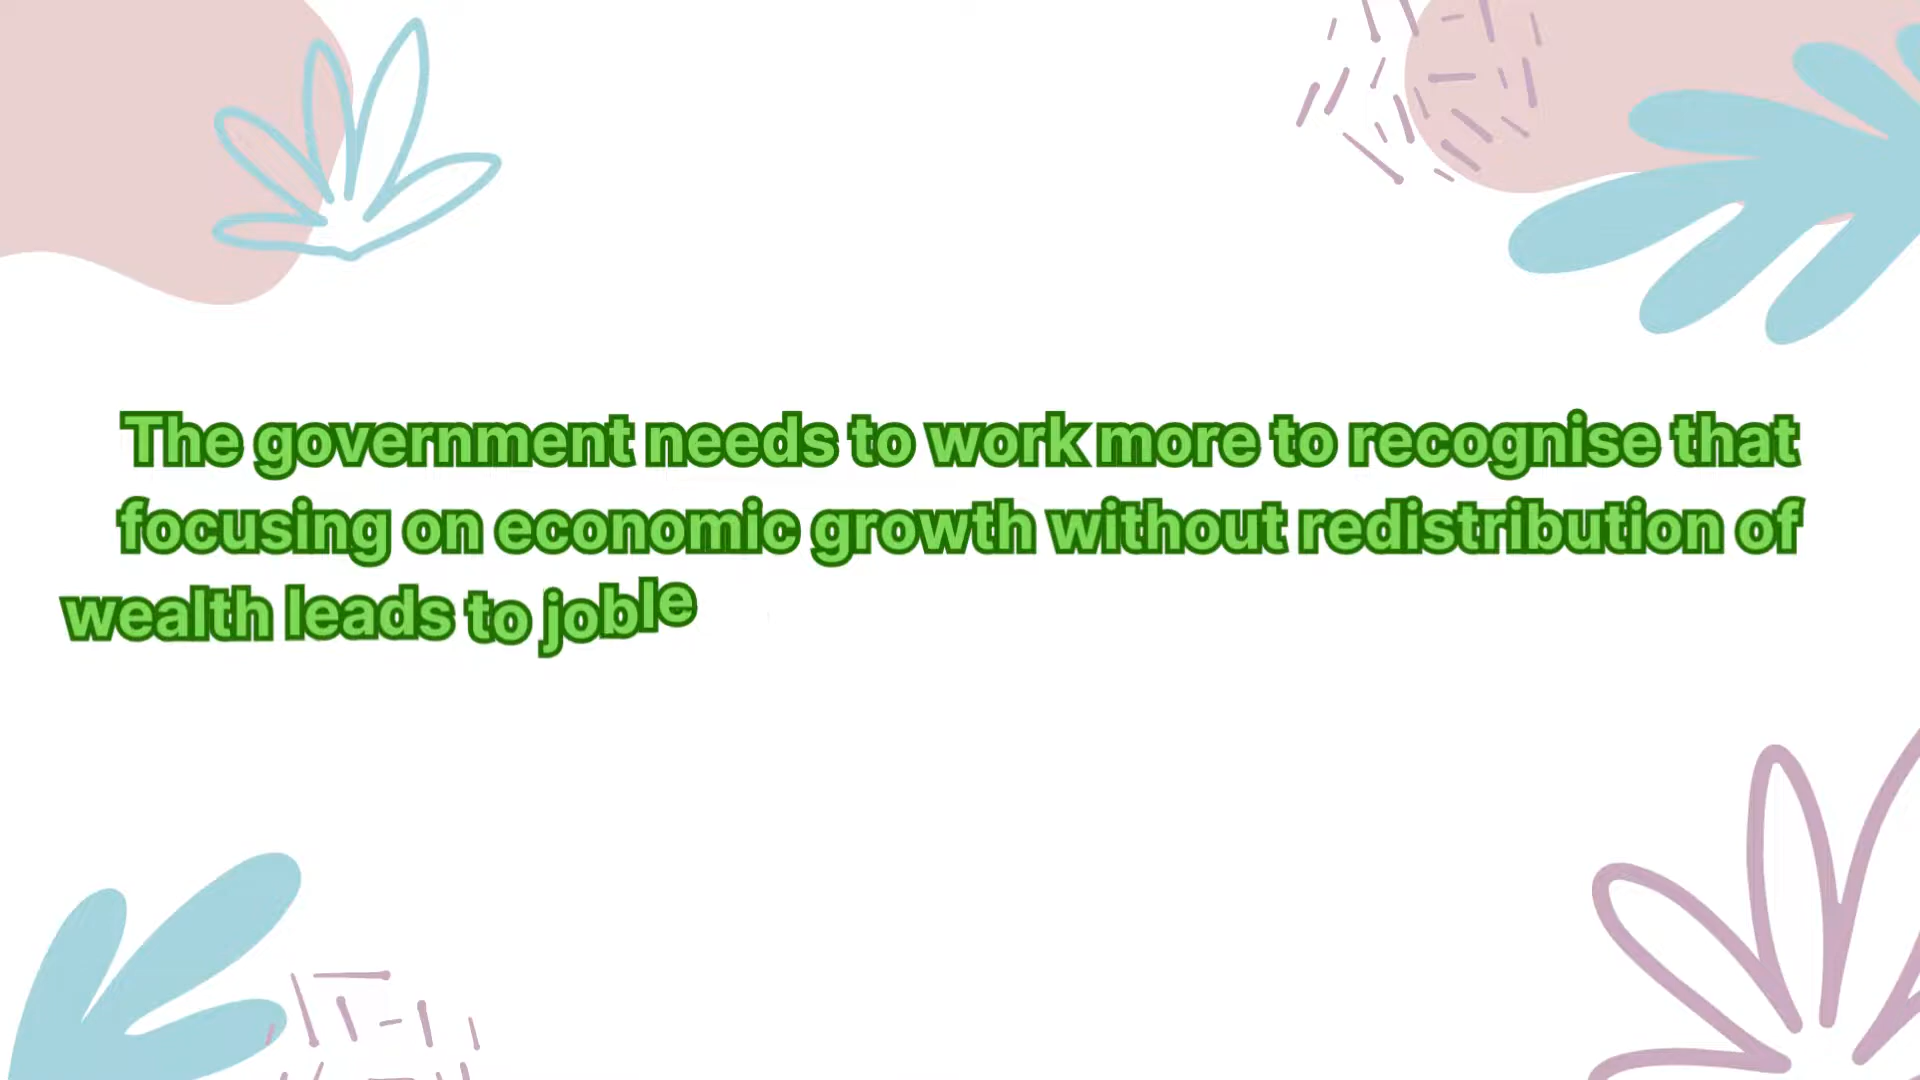 The government needs to work more to recognise that
focusing on economic growth without redistribution of
wealth leads to joble